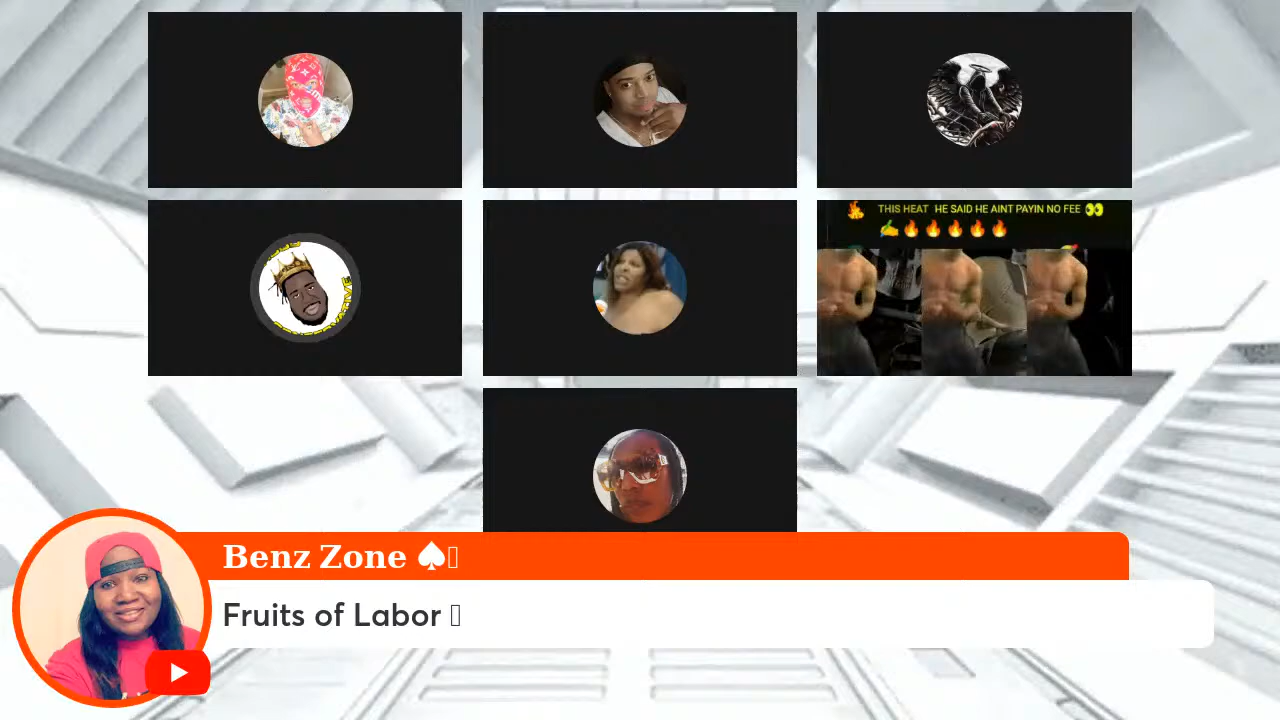 THIS HEAT HE SAID HE AINT PAYIN NO FEE 👀
✍️🔥🔥🔥🔥🔥
Benz Zone ♠
Fruits of Labor